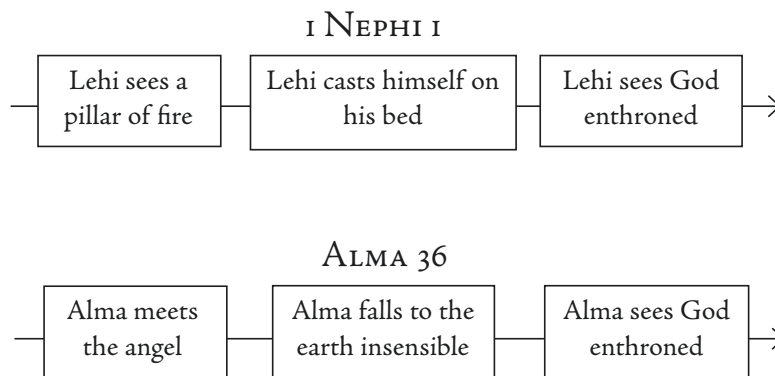 1 Nephi 1
Lehi sees a
pillar of fire
Lehi casts himself on
his bed
Lehi sees God
enthroned
Alma 36
Alma meets
the angel
Alma falls to the
earth insensible
Alma sees God
enthroned